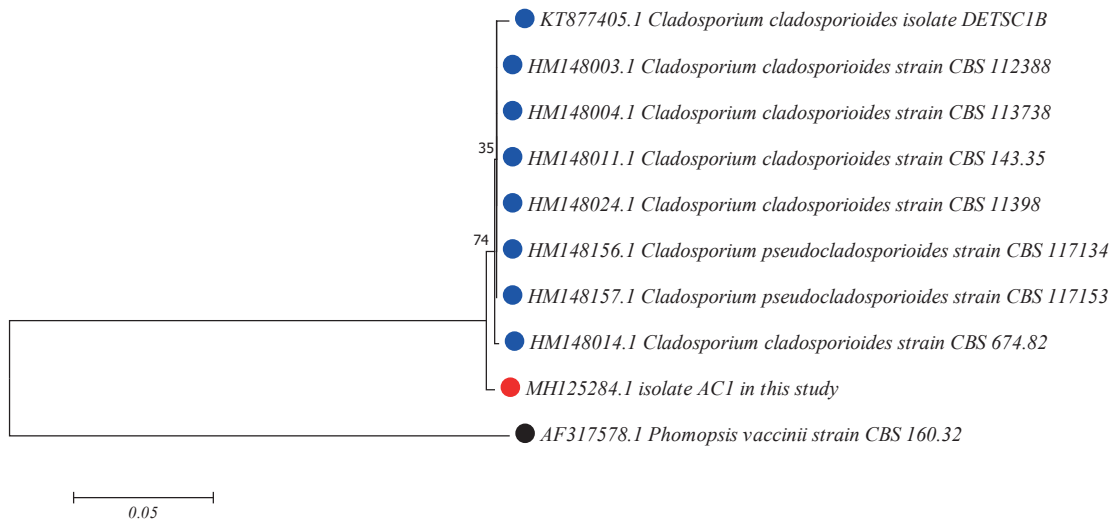 KT877405.1 Cladosporium cladosporioides isolate DETSC1B
HM148003.1 Cladosporium cladosporioides strain CBS 112388
HM148004.1 Cladosporium cladosporioides strain CBS 113738
35
HM148011.1 Cladosporium cladosporioides strain CBS 143.35
HM148024.1 Cladosporium cladosporioides strain CBS 11398
74
HM148156.1 Cladosporium pseudocladosporioides strain CBS 117134
HM148157.1 Cladosporium pseudocladosporioides strain CBS 117153
HM148014.1 Cladosporium cladosporioides strain CBS 674.82
MH125284.1 isolate AC1 in this study
AF317578.1 Phomopsis vaccinii strain CBS 160.32
0.05